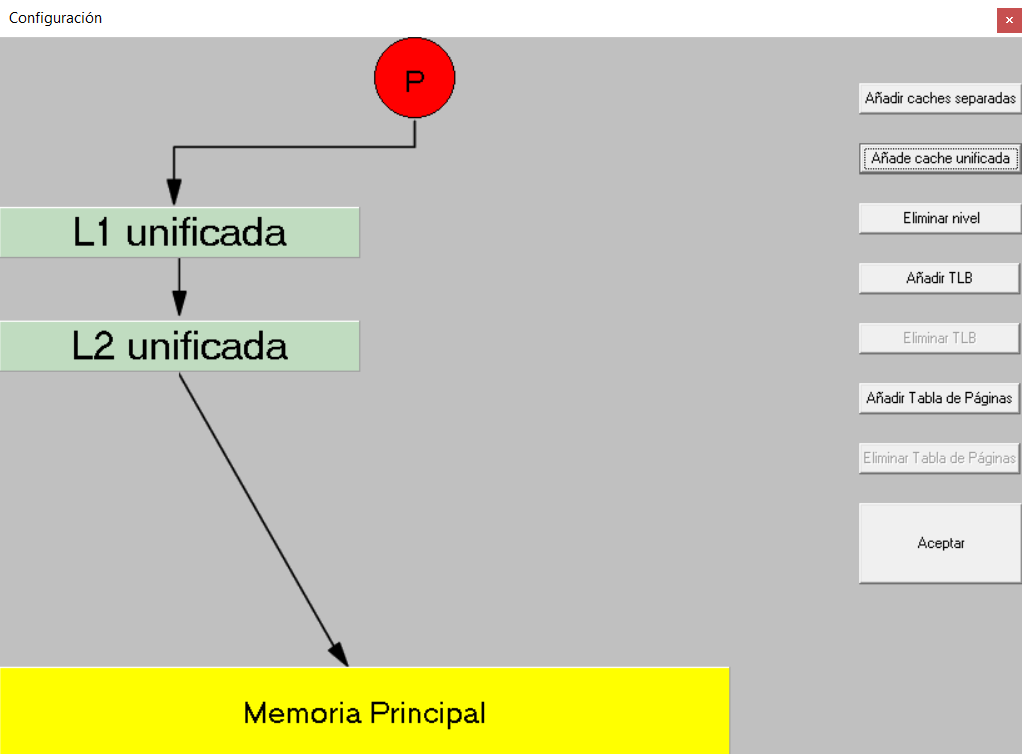 Configuración
P
Añadir caches separadas
Añade cache unificada
L1 unificada
Eliminar nivel
Añadir TLB
L2 unificada
Eliminar TLB
Añadir Tabla de Páginas
Eliminar Tabla de Páginas
Aceptar
Memoria Principal